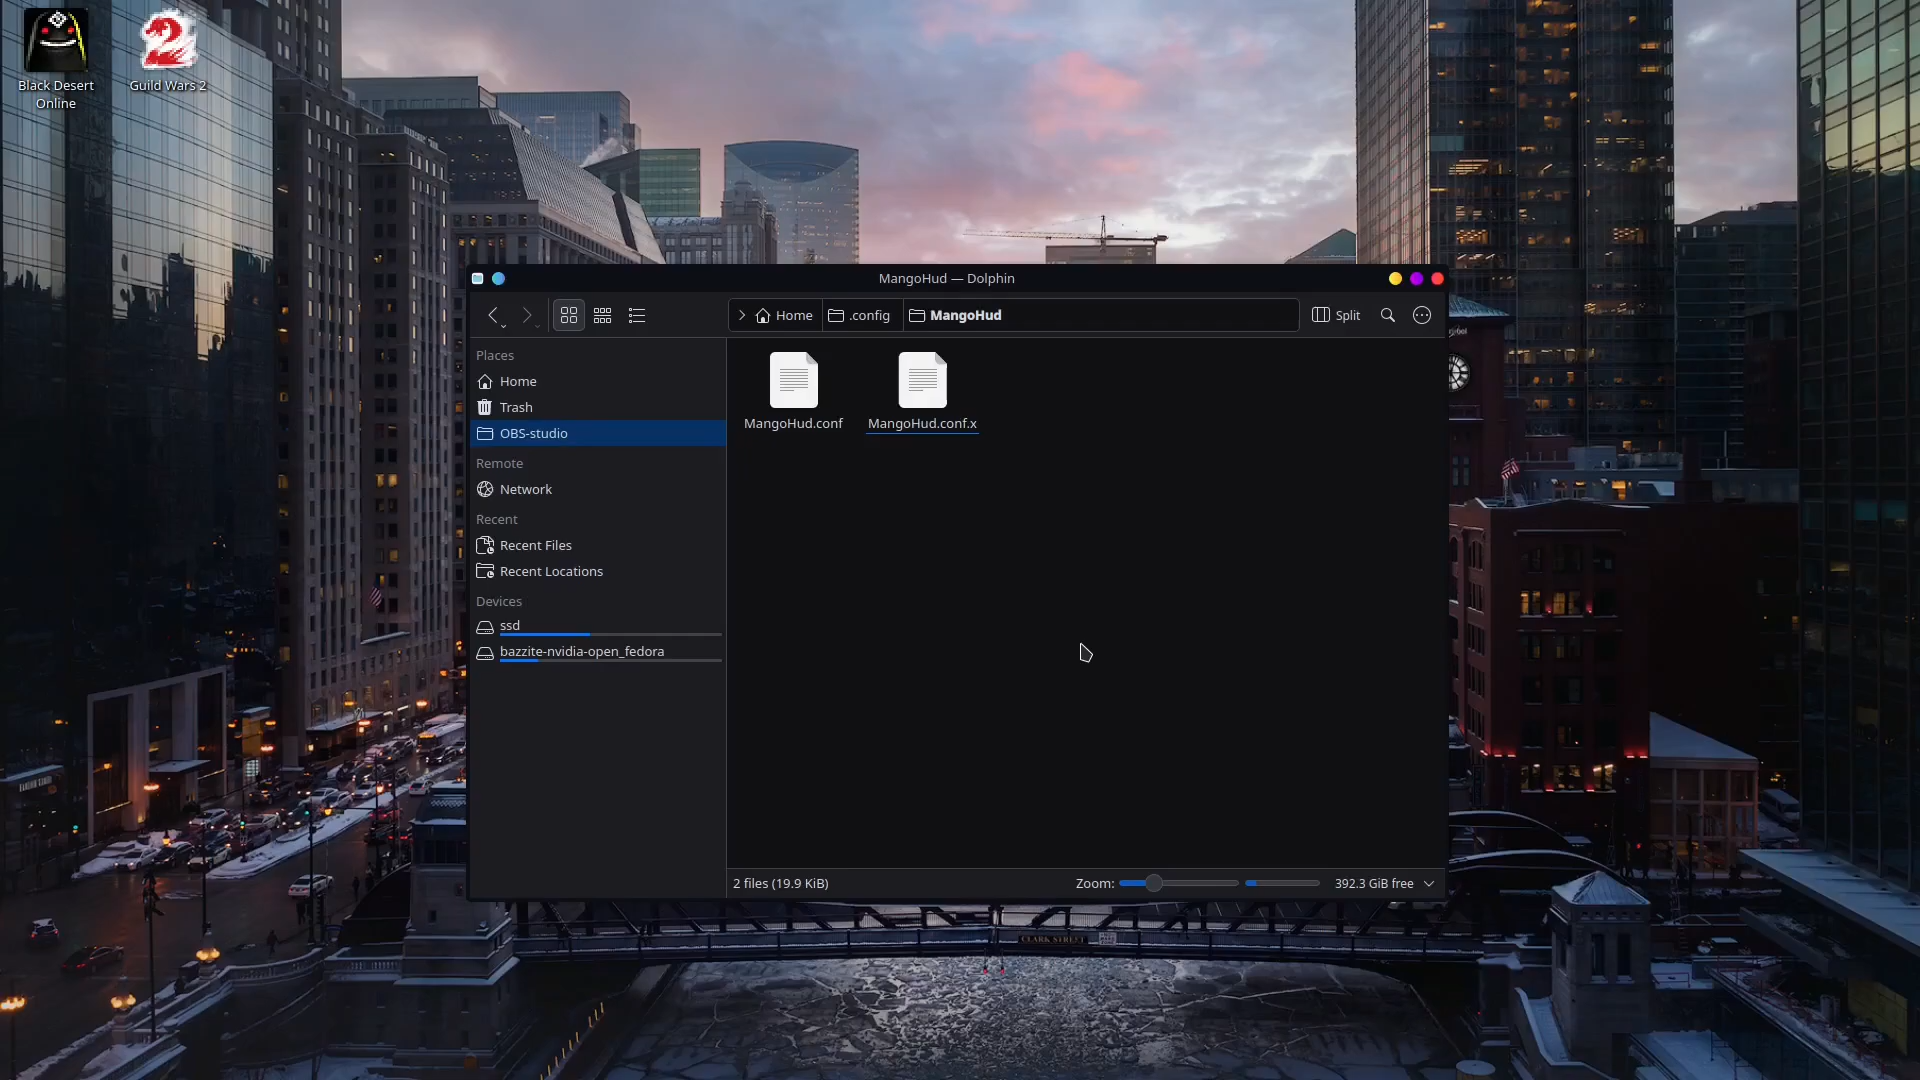 Black Desert
Online
Guild Wars 2
MangoHud — Dolphin
Home
.config
MangoHud
Split
Places
Home
Trash
OBS-studio
Remote
Network
Recent
Recent Files
Recent Locations
Devices
ssd
bazzite-nvidia-open_fedora
MangoHud.conf
MangoHud.conf.x
2 files (19.9 KiB)
Zoom:
392.3 GiB free
CLARK STREET